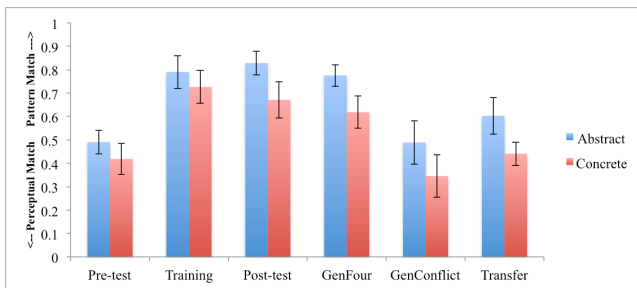 <-- Perceptual Match    Pattern Match --->
1
0.9
0.8
0.7
0.6
0.5
0.4
0.3
0.2
0.1
0
Pre-test Training Post-test GenFour GenConflict Transfer
Abstract
Concrete